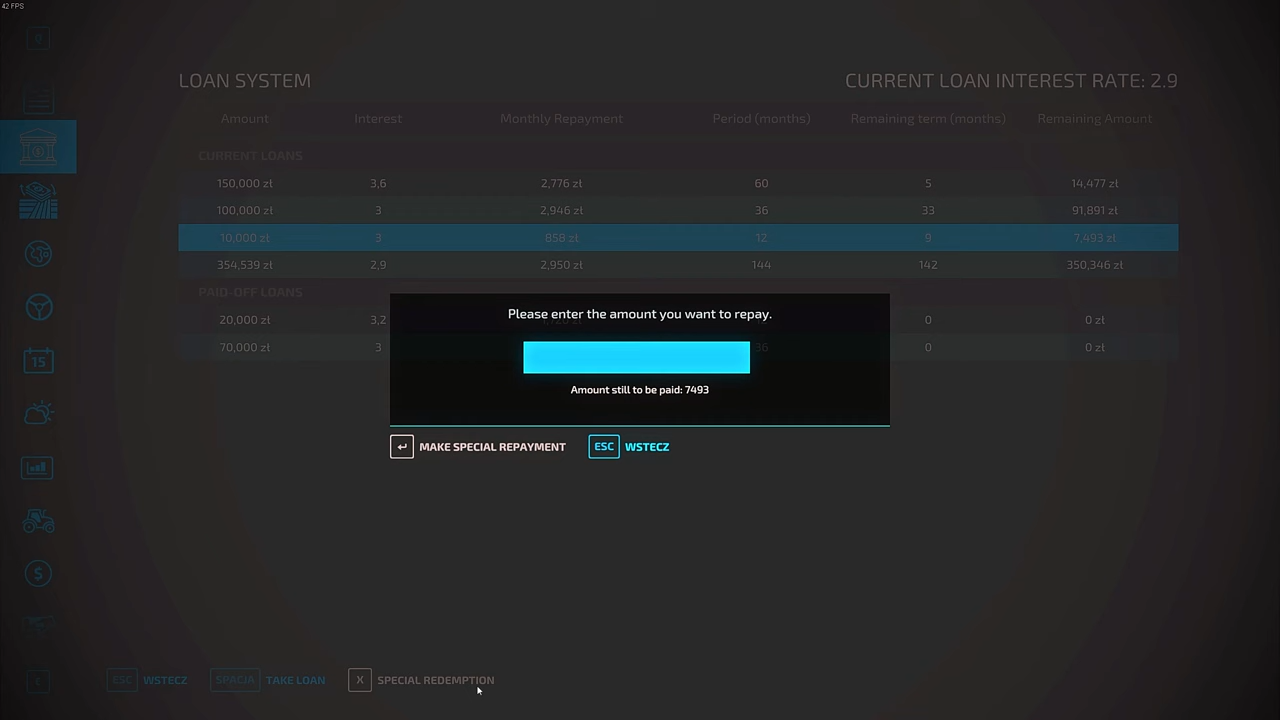 42 FPS
LOAN SYSTEM CURRENT LOAN INTEREST RATE: 2.9
Amount Interest Monthly Repayment Period (months) Remaining term (months) Remaining Amount
CURRENT LOANS
150,000 zł 3,6 2,776 zł 60 5 14,477 zł
100,000 zł 3 2,946 zł 36 33 91,891 zł
10,000 zł 3 858 zł 12 9 7,493 zł
354,539 zł 2,9 2,950 zł 144 142 350,346 zł
PAID-OFF LOANS
Please enter the amount you want to repay.
20,000 zł 3,2 0 0 zł
70,000 zł 3 36 0 0 zł
15
Amount still to be paid: 7493
MAKE SPECIAL REPAYMENT ESC WSTECZ
ESC WSTECZ SPACJA TAKE LOAN X SPECIAL REDEMPTION